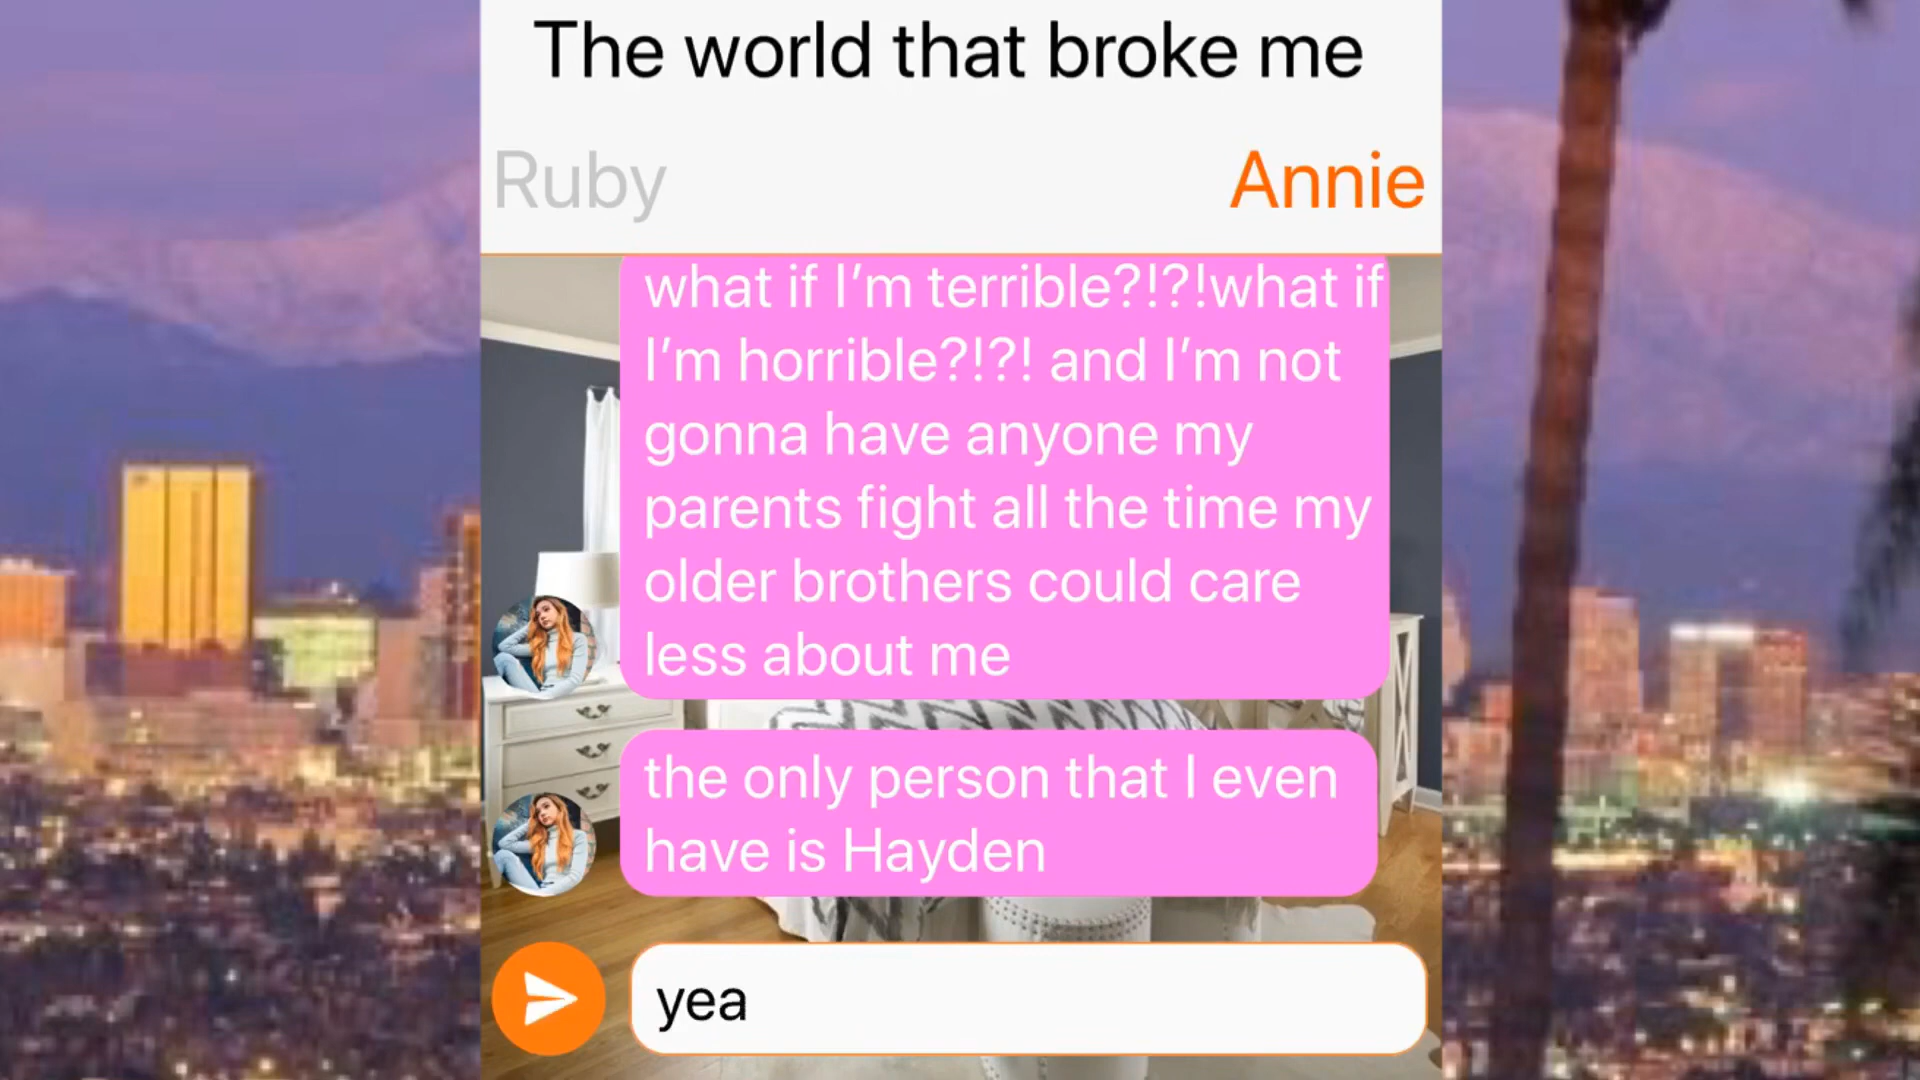 The world that broke me
Ruby
Annie
what if I’m terrible?!?!what if
I’m horrible?!?! and I’m not
gonna have anyone my
parents fight all the time my
older brothers could care
less about me
the only person that I even
have is Hayden
yea